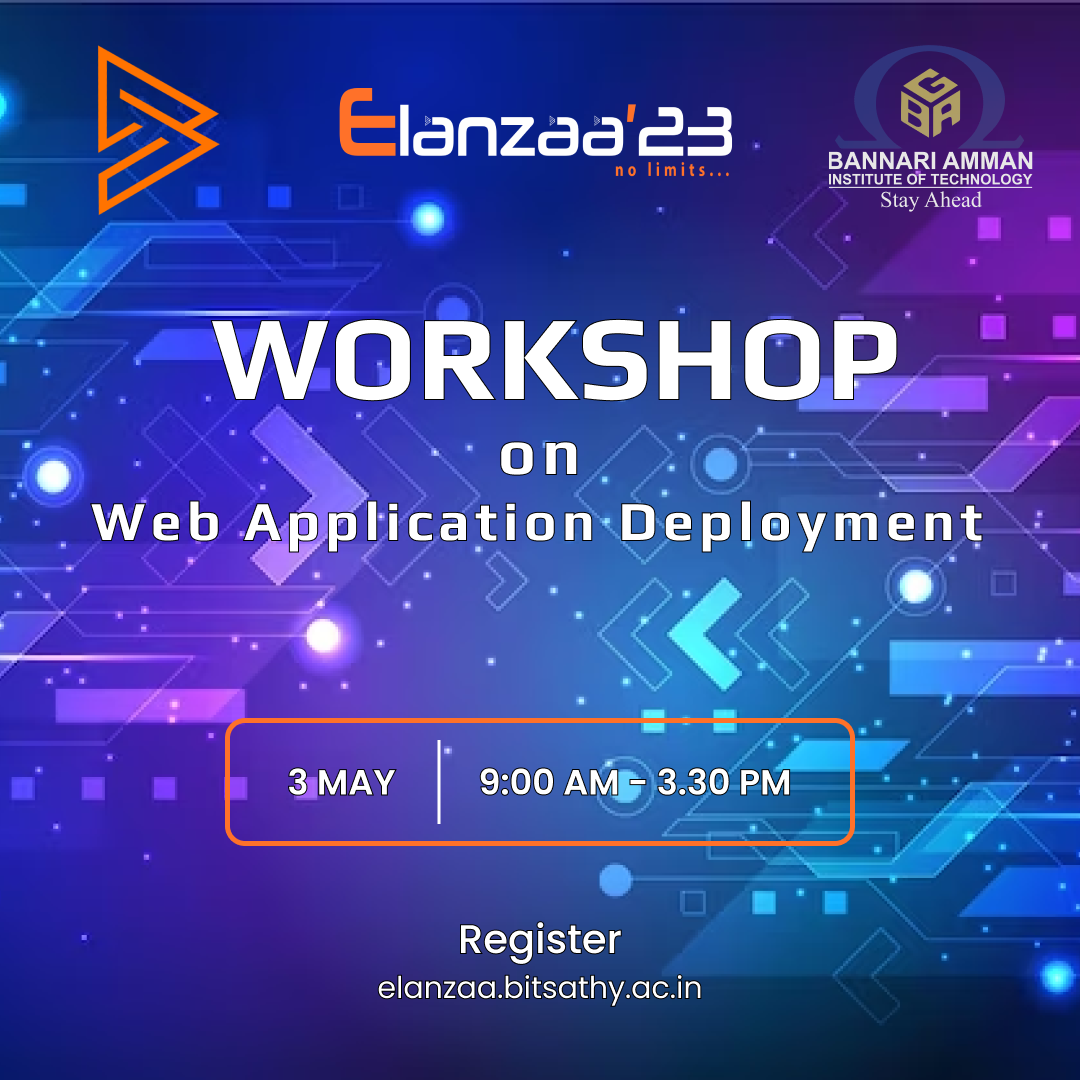 Elanzaa'23
no limits...
GBA
BANNARI AMMAN
INSTITUTE OF TECHNOLOGY
Stay Ahead
WORKSHOP
on
Web Application Deployment
3 MAY
9:00 AM - 3.30 PM
Register
elanzaa.bitsathy.ac.in